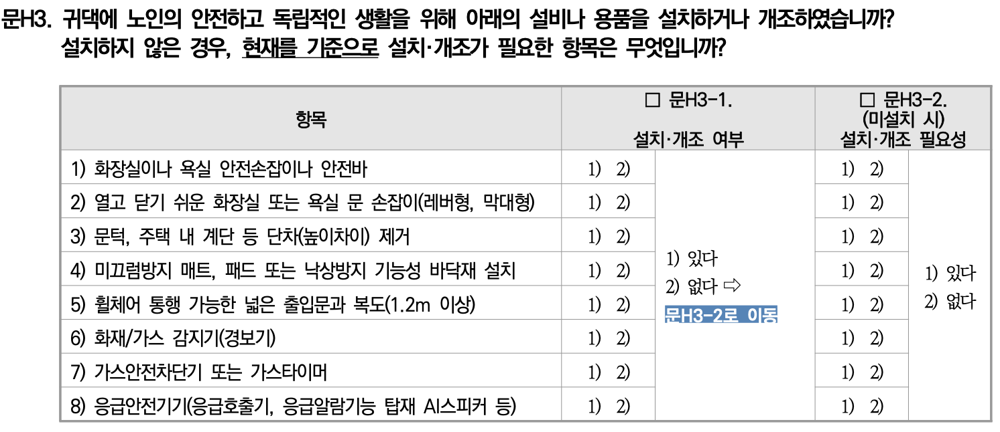 문H3. 귀댁에 노인의 안전하고 독립적인 생활을 위해 아래의 설비나 용품을 설치하거나 개조하였습니까?
설치하지 않은 경우, 현재를 기준으로 설치·개조가 필요한 항목은 무엇입니까?
항목
□ 문H3-1.
설치·개조 여부
□ 문H3-2.
(미설치 시)
설치·개조 필요성
1) 화장실이나 욕실 안전손잡이나 안전바 1) 2) 1) 2)
2) 열고 닫기 쉬운 화장실 또는 욕실 문 손잡이(레버형, 막대형) 1) 2) 1) 2)
3) 문턱, 주택 내 계단 등 단차(높이차이) 제거 1) 2) 1) 2)
4) 미끄럼방지 매트, 패드 또는 낙상방지 기능성 바닥재 설치 1) 2) 1) 2)
5) 휠체어 통행 가능한 넓은 출입문과 복도(1.2m 이상) 1) 2) 1) 2)
6) 화재/가스 감지기(경보기) 1) 2) 1) 2)
7) 가스안전차단기 또는 가스타이머 1) 2) 1) 2)
8) 응급안전기기(응급호출기, 응급알람기능 탑재 AI스피커 등) 1) 2) 1) 2)
1) 있다
2) 없다 ⇨
문H3-2로 이동
1) 있다
2) 없다